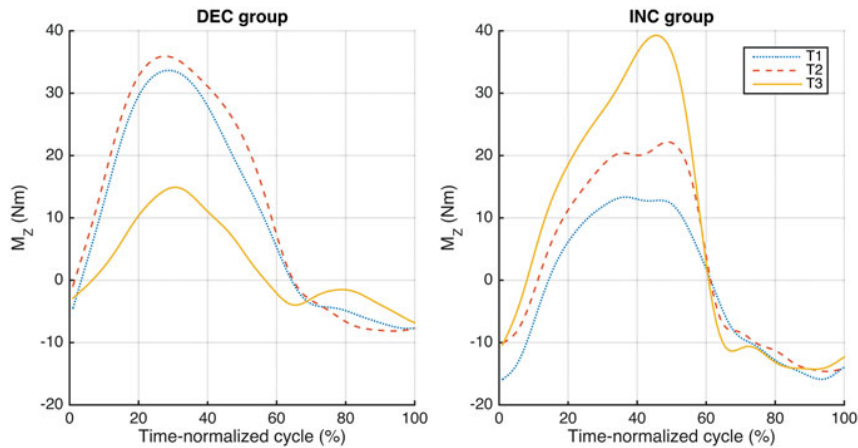 DEC group
40
30
20
10
0
-10
-20
M_Z (Nm)
0 20 40 60 80 100
Time-normalized cycle (%)
INC group
40
30
20
10
0
-10
-20
M_Z (Nm)
0 20 40 60 80 100
Time-normalized cycle (%)
T1
T2
T3